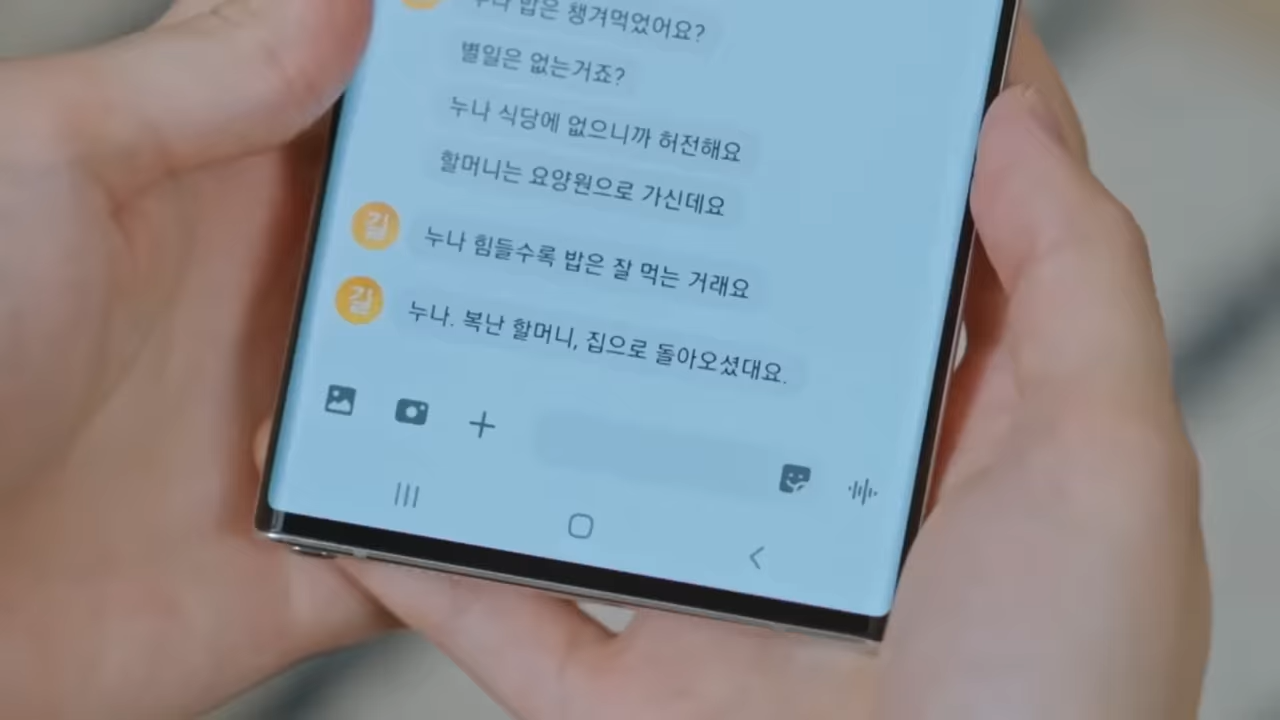 누나 밥은 챙겨먹었어요?
별일은 없는거죠?
누나 식당에 없으니까 허전해요
할머니는 요양원으로 가신데요
길
누나 힘들수록 밥은 잘 먹는 거래요
길
누나. 복난 할머니, 집으로 돌아오셨대요.